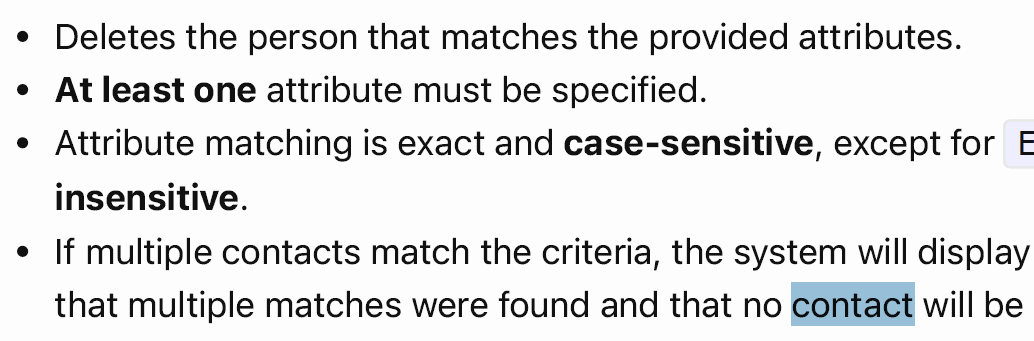 • Deletes the person that matches the provided attributes.
• At least one attribute must be specified.
• Attribute matching is exact and case-sensitive, except for E
insensitive.
• If multiple contacts match the criteria, the system will display
that multiple matches were found and that no contact will be